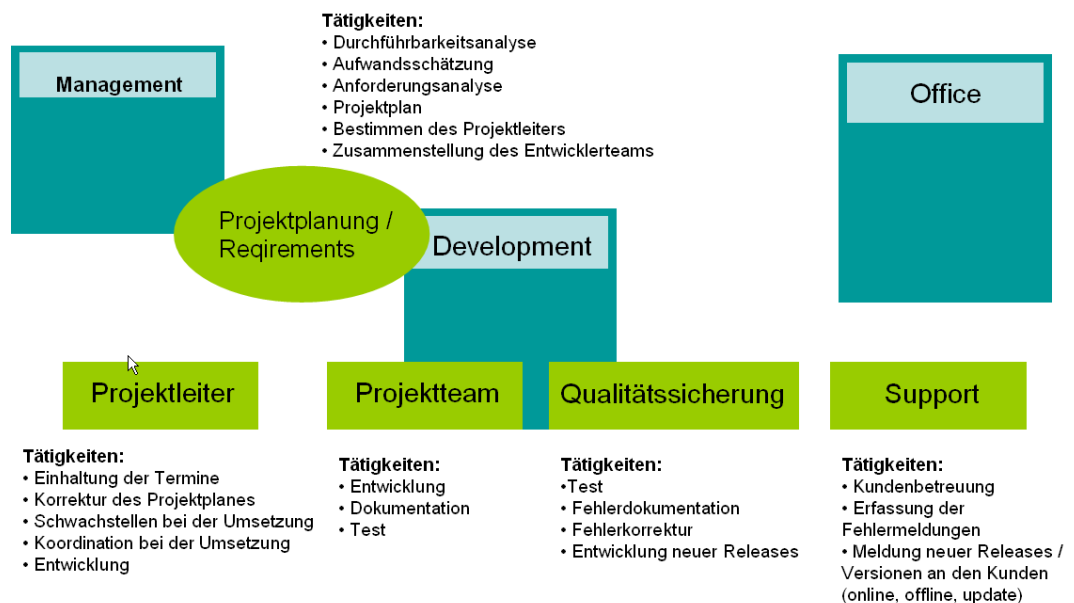 Tätigkeiten:
• Durchführbarkeitsanalyse
• Aufwandsschätzung
• Anforderungsanalyse
• Projektplan
• Bestimmen des Projektleiters
• Zusammenstellung des Entwicklerteams
Management
Office
Projektplanung /
Reqirements
Development
Projektleiter
Projektteam
Qualitätssicherung
Support
Tätigkeiten:
• Einhaltung der Termine
• Korrektur des Projektplanes
• Schwachstellen bei der Umsetzung
• Koordination bei der Umsetzung
• Entwicklung
Tätigkeiten:
• Entwicklung
• Dokumentation
• Test
Tätigkeiten:
•Test
• Fehlerdokumentation
• Fehlerkorrektur
• Entwicklung neuer Releases
Tätigkeiten:
• Kundenbetreuung
• Erfassung der
Fehlermeldungen
• Meldung neuer Releases /
Versionen an den Kunden
(online, offline, update)